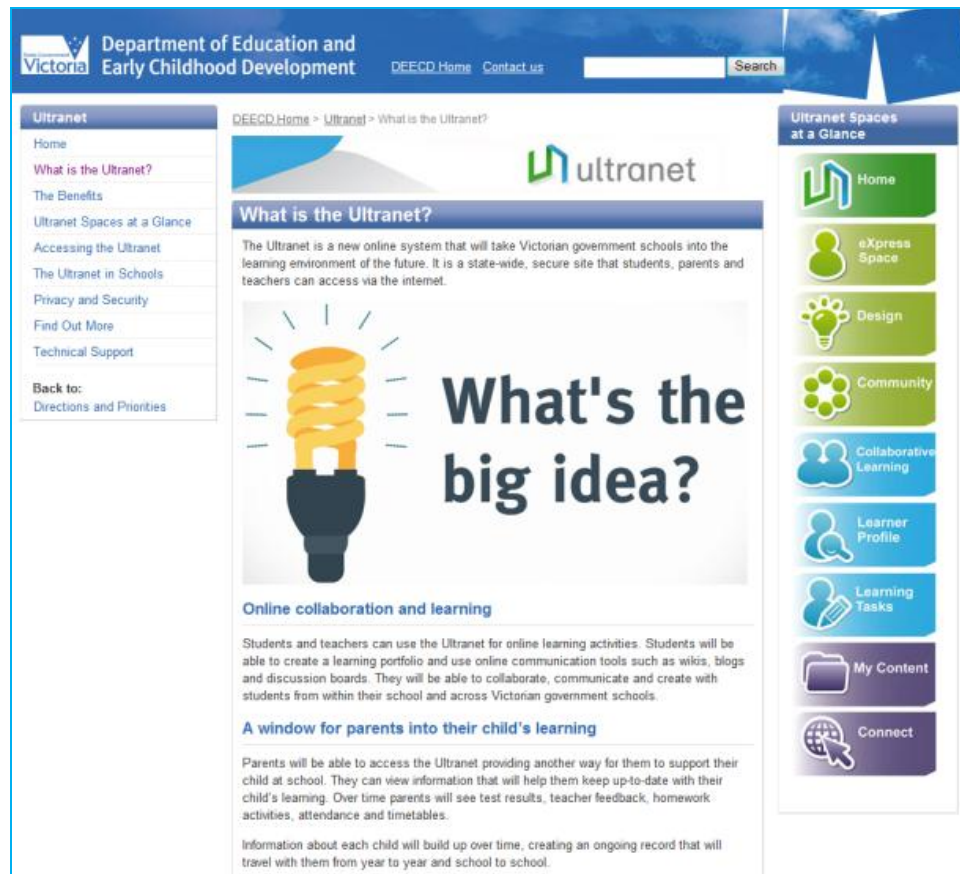 Department of Education and
Early Childhood Development
Victoria
DEECD Home Contact us
Search
Ultranet
Home
What is the Ultranet?
The Benefits
Ultranet Spaces at a Glance
Accessing the Ultranet
The Ultranet in Schools
Privacy and Security
Find Out More
Technical Support
Back to:
Directions and Priorities
DEECD Home > Ultranet > What is the Ultranet?
ultranet
What is the Ultranet?
The Ultranet is a new online system that will take Victorian government schools into the
learning environment of the future. It is a state-wide, secure site that students, parents and
teachers can access via the internet.
What's the
big idea?
Online collaboration and learning
Students and teachers can use the Ultranet for online learning activities. Students will be
able to create a learning portfolio and use online communication tools such as wikis, blogs
and discussion boards. They will be able to collaborate, communicate and create with
students from within their school and across Victorian government schools.
A window for parents into their child's learning
Parents will be able to access the Ultranet providing another way for them to support their
child at school. They can view information that will help them keep up-to-date with their
child's learning. Over time parents will see test results, teacher feedback, homework
activities, attendance and timetables.
Information about each child will build up over time, creating an ongoing record that will
travel with them from year to year and school to school.
Ultranet Spaces
at a Glance
Home
eXpress
Space
Design
Community
Collaborative
Learning
Learner
Profile
Learning
Tasks
My Content
Connect